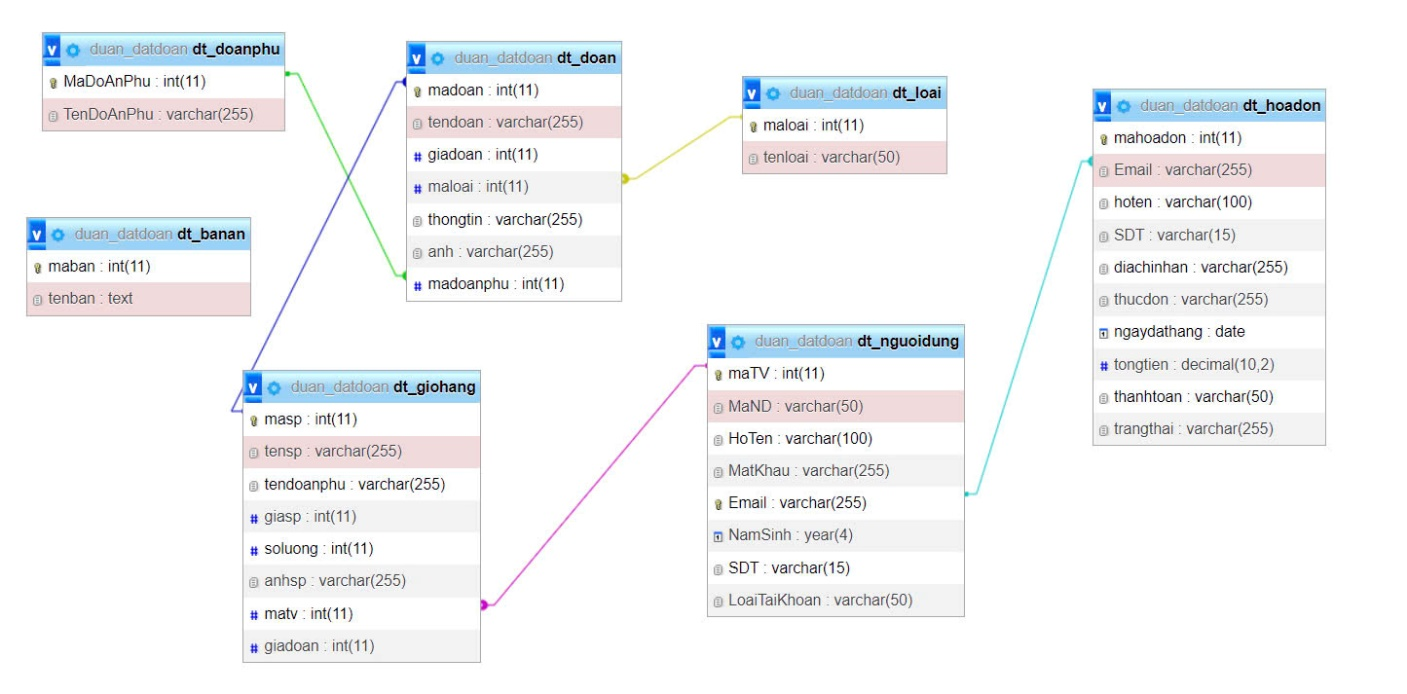 duan_datdoan dt_doanphu
MaDoAnPhu : int(11)
TenDoAnPhu : varchar(255)
duan_datdoan dt_doan
madoan : int(11)
tendoan : varchar(255)
# giadoan : int(11)
# maloai : int(11)
thongtin : varchar(255)
anh : varchar(255)
madoanphu : int(11)
duan_datdoan dt_loai
maloai : int(11)
tenloai : varchar(50)
duan_datdoan dt_hoadon
mahoadon : int(11)
Email : varchar(255)
hoten : varchar(100)
SDT : varchar(15)
diachinhan : varchar(255)
thucdon : varchar(255)
ngaydathang : date
# tongtien : decimal(10,2)
thanhtoan : varchar(50)
trangthai : varchar(255)
duan_datdoan dt_banan
maban : int(11)
tenban : text
duan_datdoan dt_giohang
masp : int(11)
tensp : varchar(255)
tendoanphu : varchar(255)
# giasp : int(11)
# soluong : int(11)
anhsp : varchar(255)
# matv : int(11)
# giadoan : int(11)
duan_datdoan dt_nguoidung
maTV : int(11)
MaND : varchar(50)
HoTen : varchar(100)
MatKhau : varchar(255)
Email : varchar(255)
NamSinh : year(4)
SDT : varchar(15)
LoaiTaiKhoan : varchar(50)